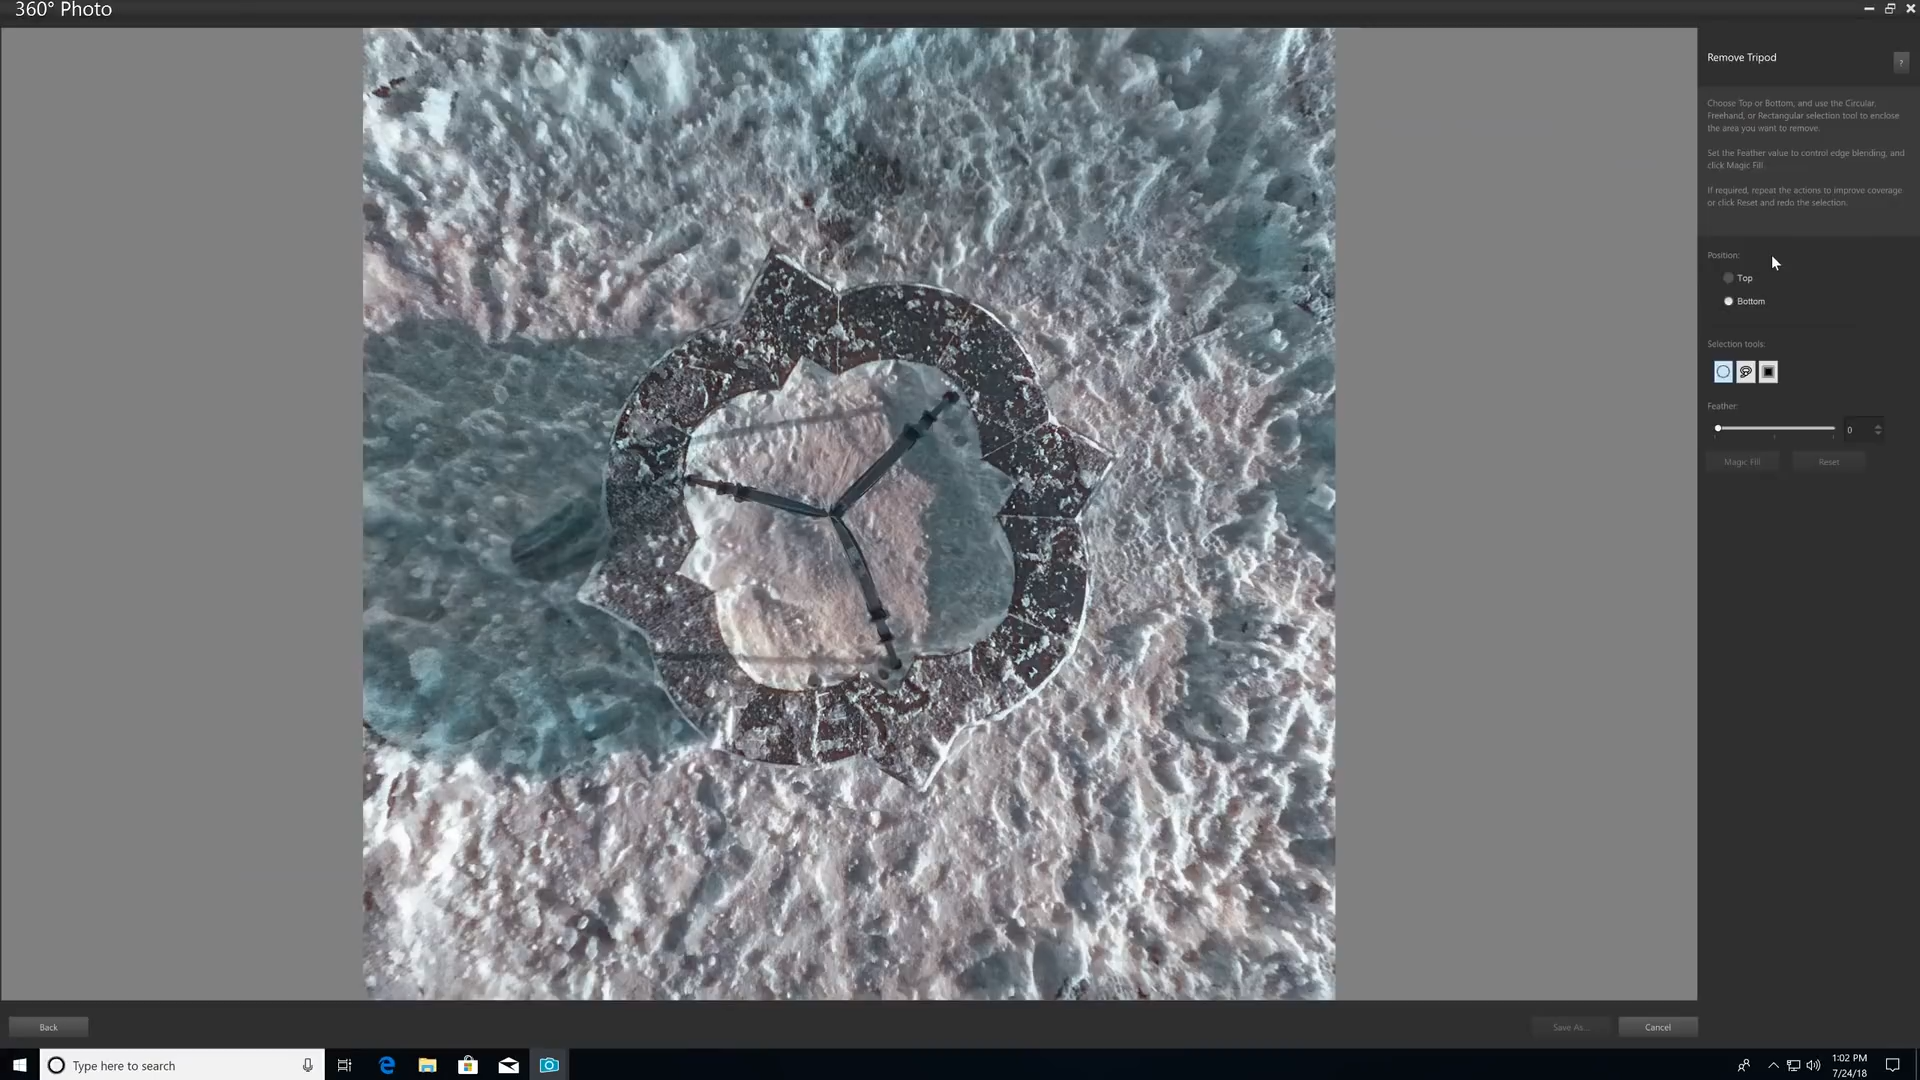 360° Photo
Remove Tripod
?
Choose Top or Bottom, and use the Circular,
Freehand, or Rectangular selection tool to enclose
the area you want to remove.
Set the Feather value to control edge blending, and
click Magic Fill.
If required, repeat the actions to improve coverage
or click Reset and redo the selection.
Position:
Top
Bottom
Selection tools:
Feather:
0
Magic Fill
Reset
Back
Save As...
Cancel
Type here to search
1:02 PM
7/24/18